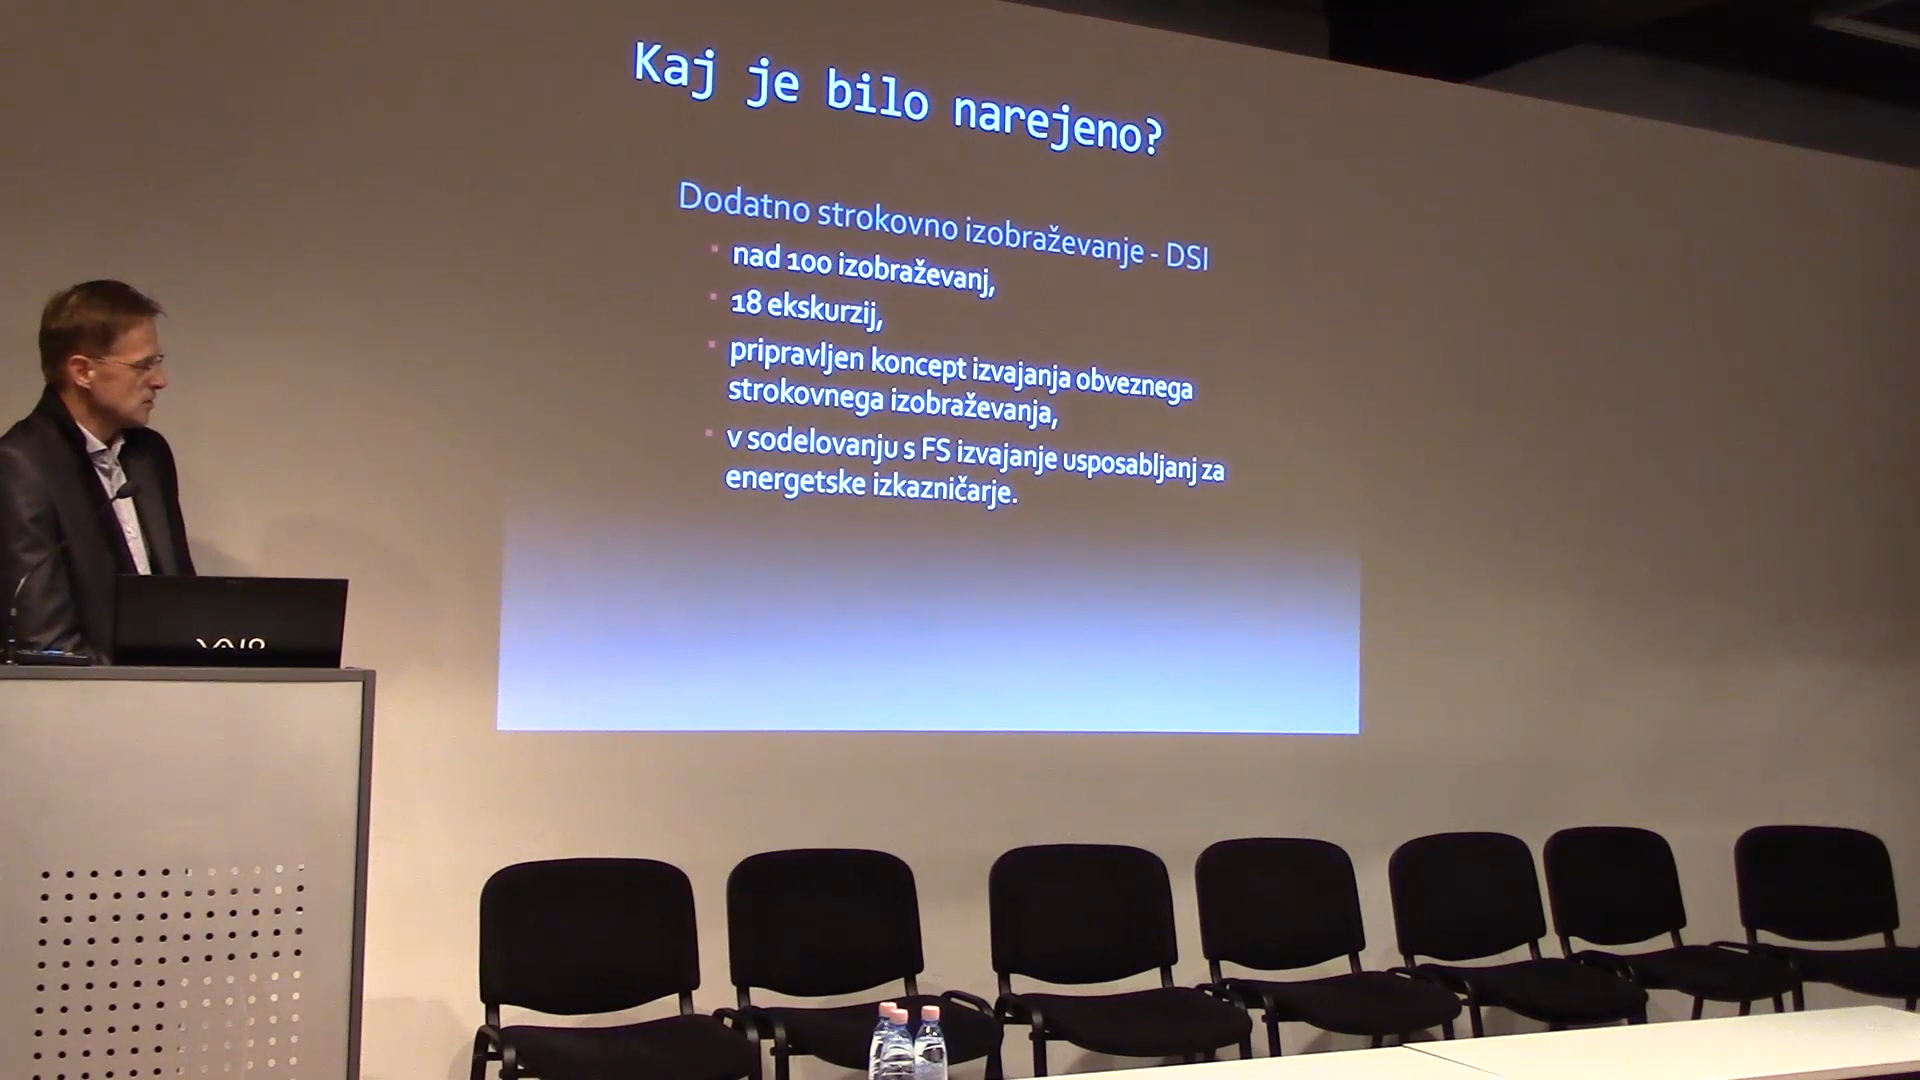 Kaj je bilo narejeno?
Dodatno strokovno izobraževanje - DSI
nad 100 izobraževanj,
18 ekskurzij,
pripravljen koncept izvajanja obveznega
strokovnega izobraževanja,
v sodelovanju s FS izvajanje usposabljanj za
energetske izkazničarje.
VAIO